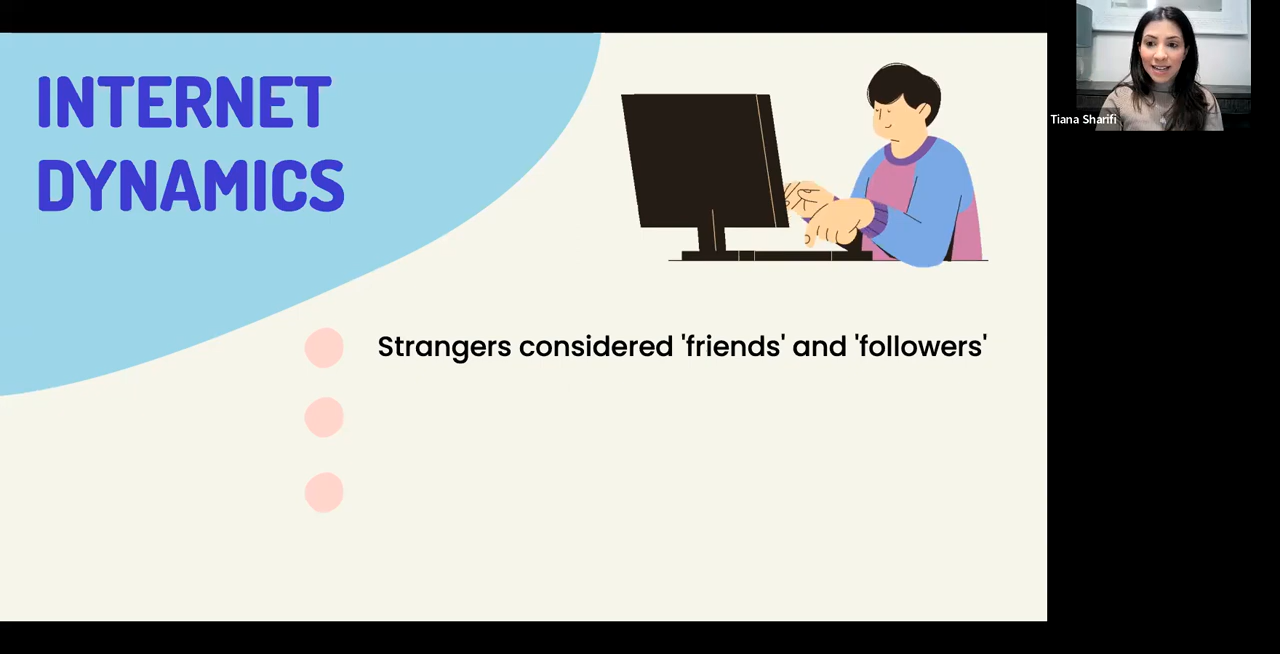 INTERNET
DYNAMICS
Tiana Sharifi
Strangers considered 'friends' and 'followers'